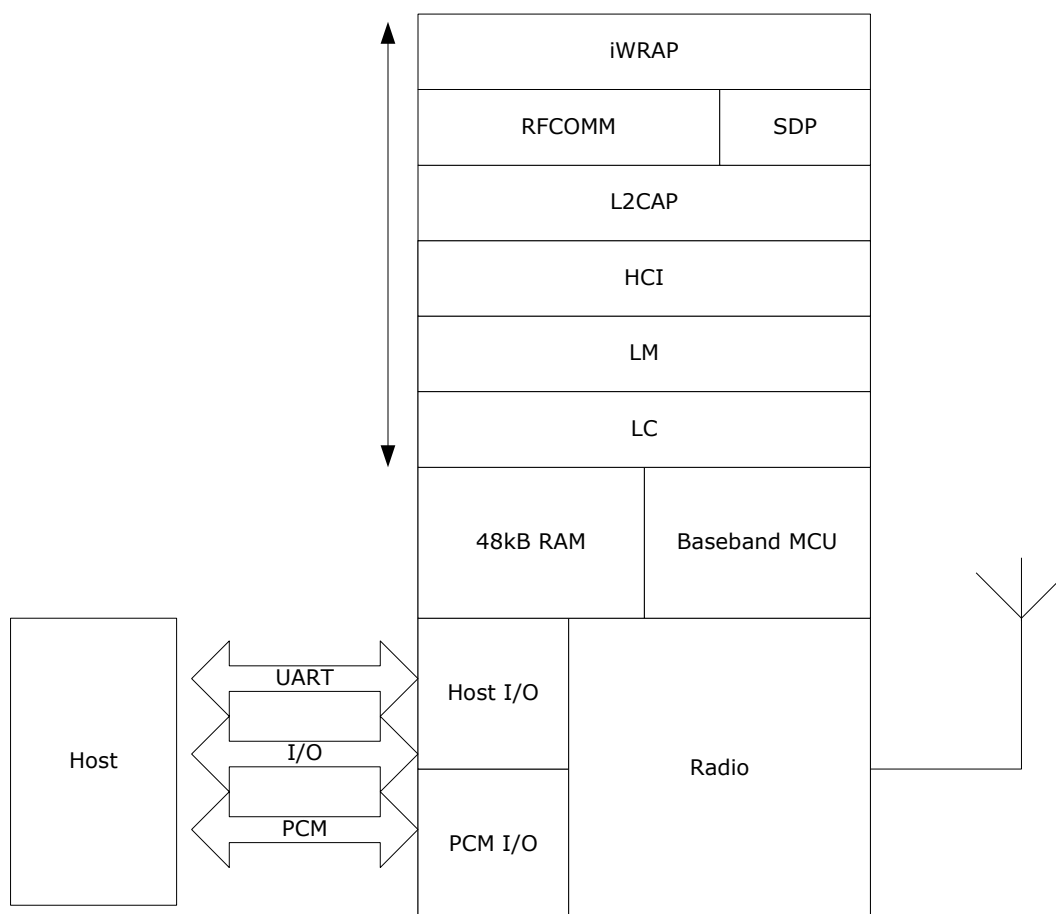 iWRAP
RFCOMM
SDP
L2CAP
HCI
LM
LC
48kB RAM
Baseband MCU
UART
Host I/O
Host
I/O
Radio
PCM
PCM I/O